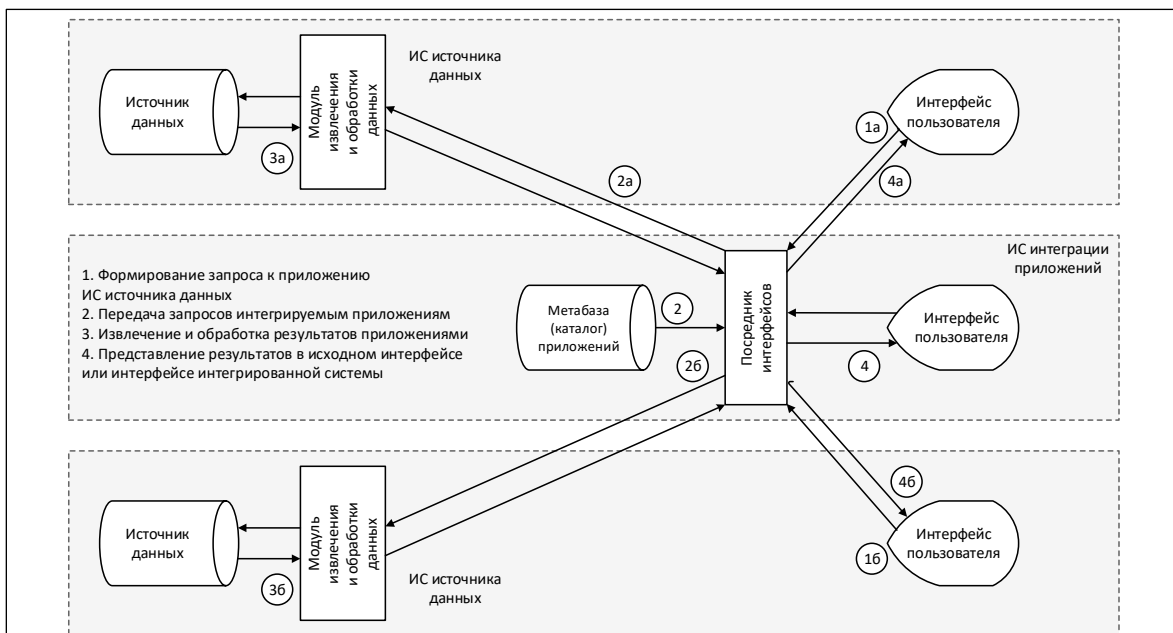 ИС источника
данных
Источник
данных
Модуль
извлечения
и обработки
данных
3а
2а
1а
4а
Интерфейс
пользователя
ИС интеграции
приложений
1. Формирование запроса к приложению
ИС источника данных
2. Передача запросов интегрируемым приложениям
3. Извлечение и обработка результатов приложениями
4. Представление результатов в исходном интерфейсе
или интерфейсе интегрированной системы
Метабаза
(каталог)
приложений
2
2б
Посредник
интерфейсов
Интерфейс
пользователя
4
Источник
данных
Модуль
извлечения
и обработки
данных
3б
ИС источника
данных
4б
1б
Интерфейс
пользователя